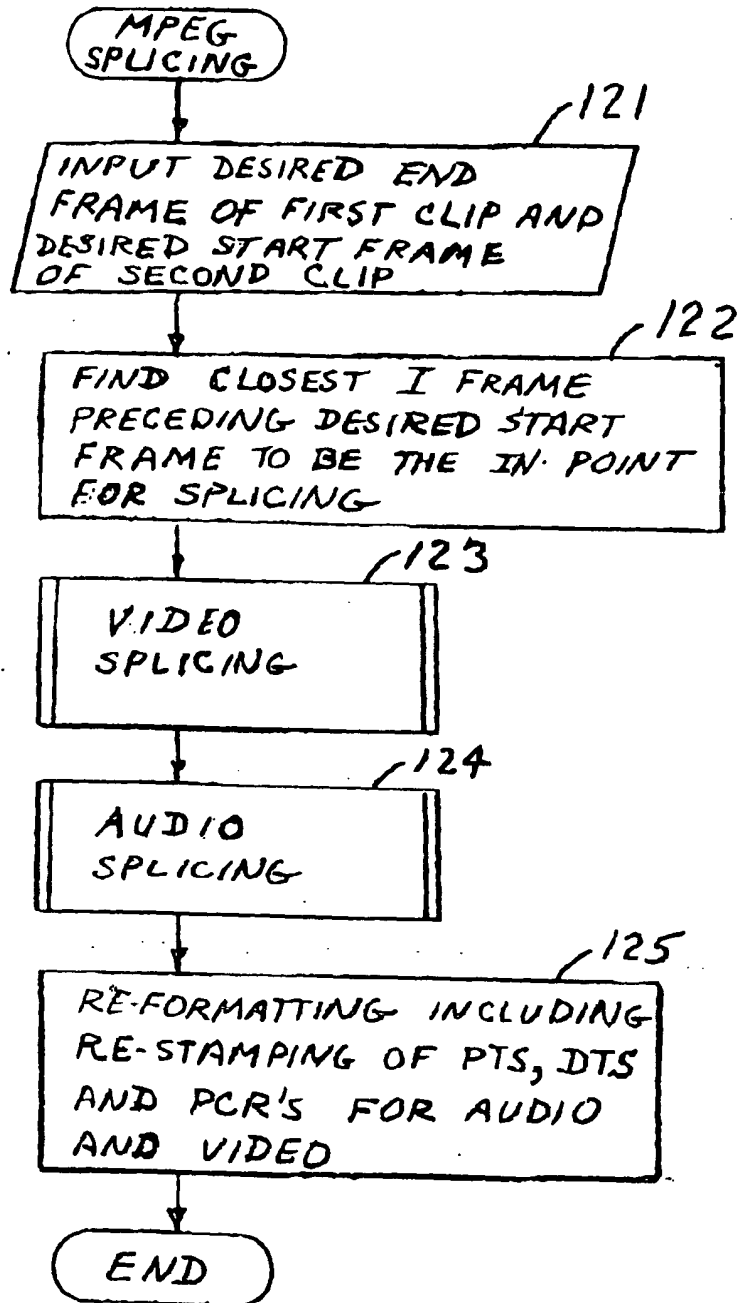 MPEG
SPLICING
121
INPUT DESIRED END
FRAME OF FIRST CLIP AND
DESIRED START FRAME
OF SECOND CLIP
122
FIND CLOSEST I FRAME
PRECEDING DESIRED START
FRAME TO BE THE IN POINT
FOR SPLICING
123
VIDEO
SPLICING
124
AUDIO
SPLICING
125
RE-FORMATTING INCLUDING
RE-STAMPING OF PTS, DTS
AND PCR'S FOR AUDIO
AND VIDEO
END